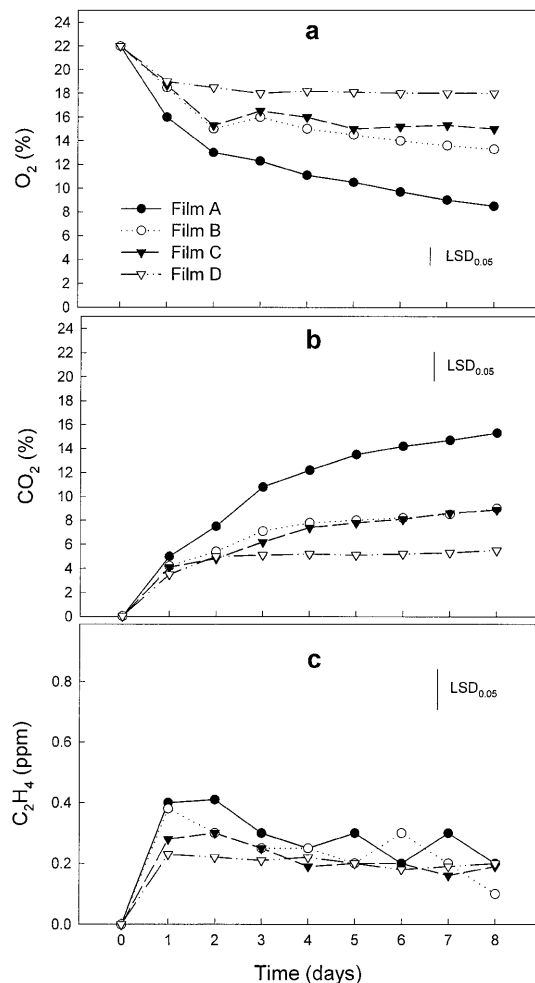 a
24
22
20
18
16
14
12
10
8
6
4
2
0
O2 (%)
Film A
Film B
Film C
Film D
LSD0.05
b
24
22
20
18
16
14
12
10
8
6
4
2
0
CO2 (%)
LSD0.05
c
0.8
0.6
0.4
0.2
0.0
C2H4 (ppm)
LSD0.05
0 1 2 3 4 5 6 7 8
Time (days)